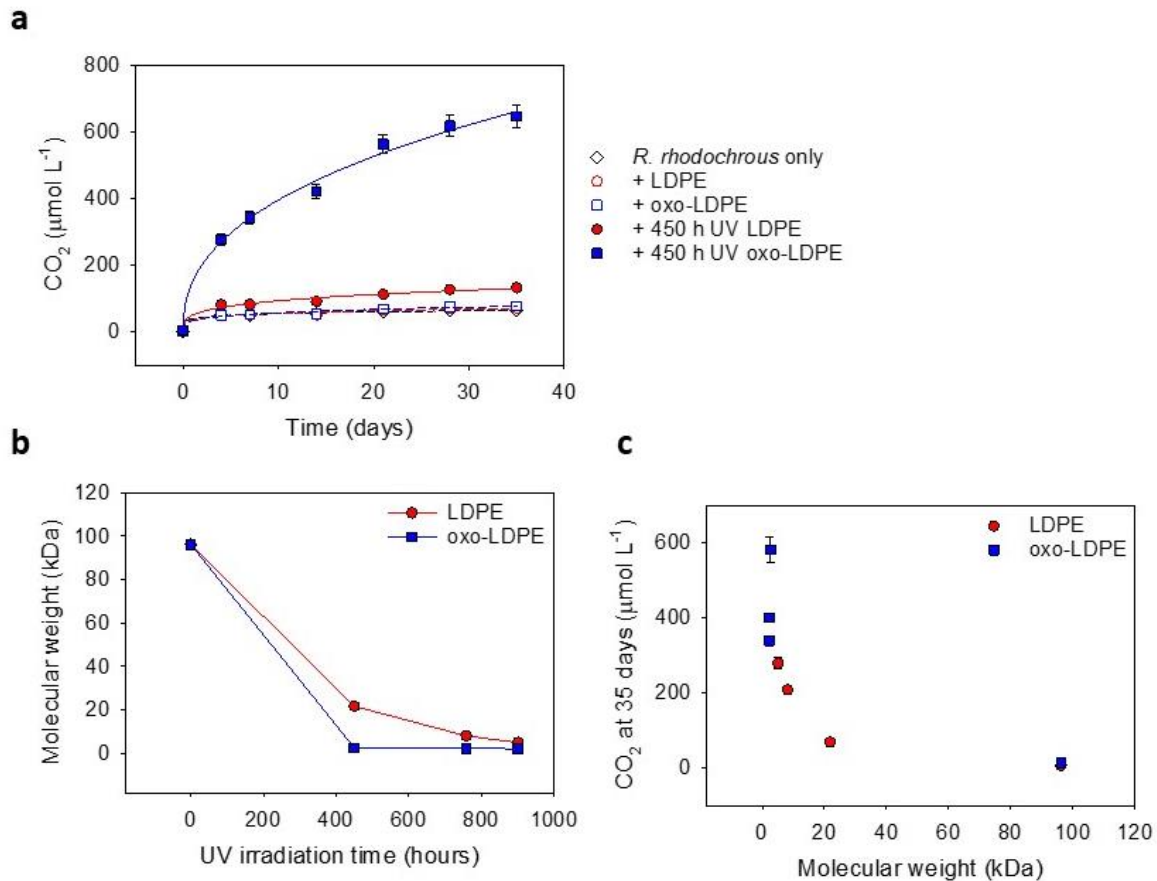 a
800
600
400
200
0
CO2 (µmol L-1)
0 10 20 30 40
Time (days)
R. rhodochrous only
+ LDPE
+ oxo-LDPE
+ 450 h UV LDPE
+ 450 h UV oxo-LDPE
b
120
100
80
60
40
20
0
Molecular weight (kDa)
LDPE
oxo-LDPE
0 200 400 600 800 1000
UV irradiation time (hours)
c
600
400
200
0
CO2 at 35 days (µmol L-1)
LDPE
oxo-LDPE
0 20 40 60 80 100 120
Molecular weight (kDa)